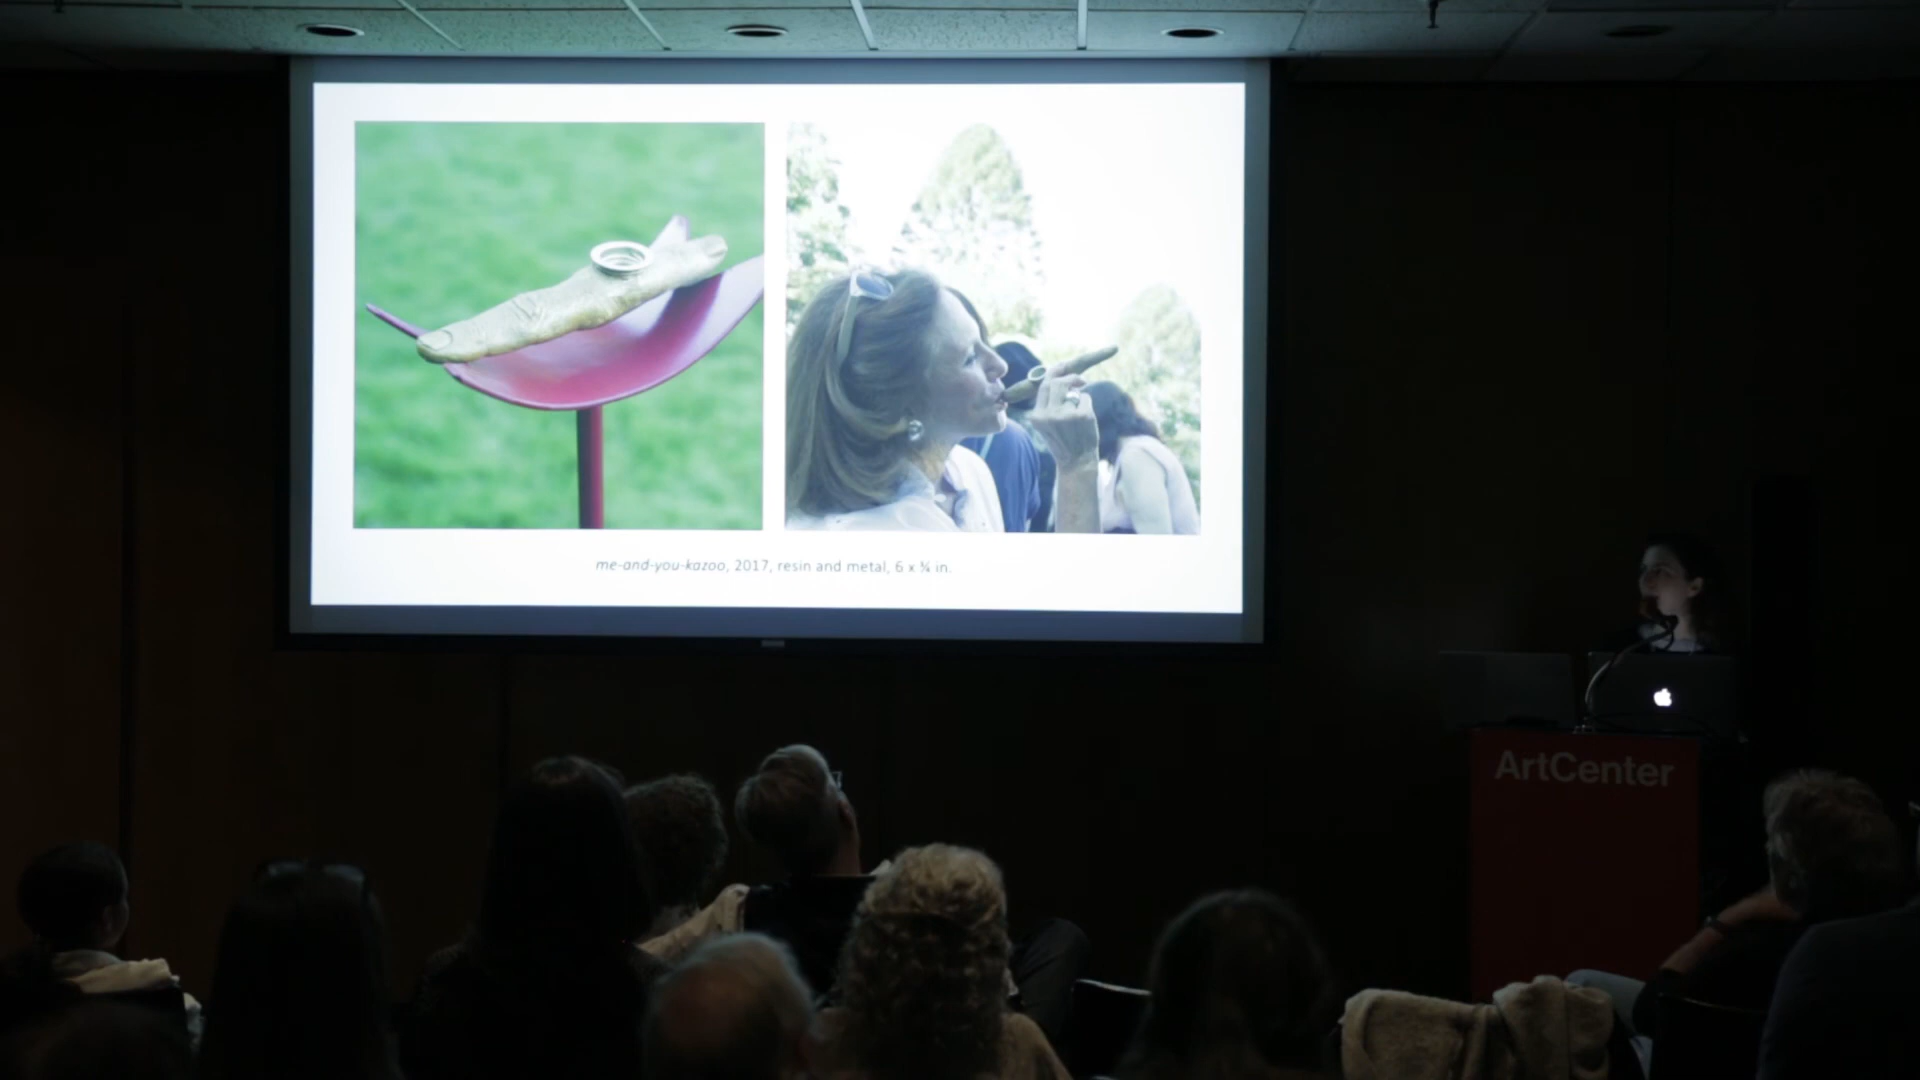 me-and-you-kazoo, 2017, resin and metal, 6 x ¾ in.
ArtCenter